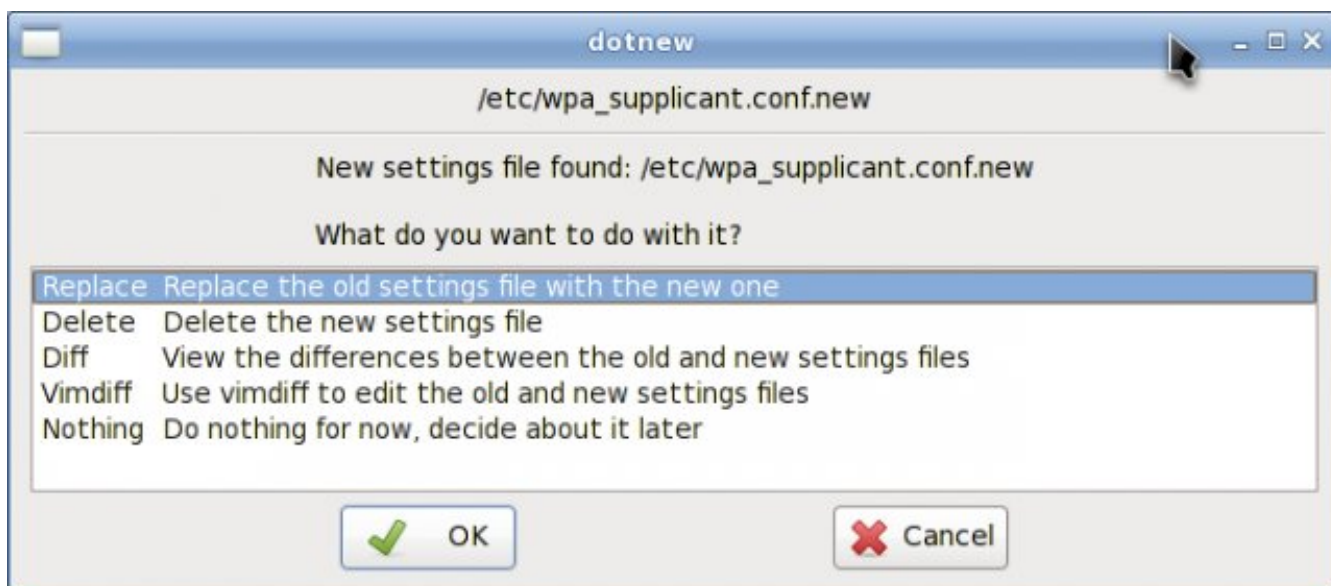 dotnew
/etc/wpa_supplicant.conf.new
New settings file found: /etc/wpa_supplicant.conf.new
What do you want to do with it?
Replace Replace the old settings file with the new one
Delete Delete the new settings file
Diff View the differences between the old and new settings files
Vimdiff Use vimdiff to edit the old and new settings files
Nothing Do nothing for now, decide about it later
OK Cancel